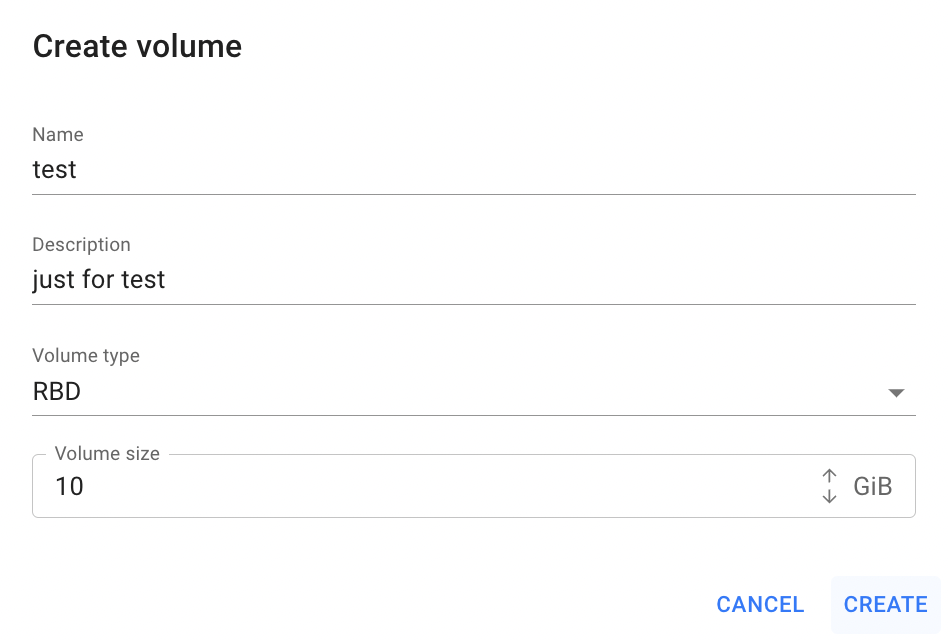 Create volume
Name
test
Description
just for test
Volume type
RBD
Volume size
10 GiB
CANCEL CREATE